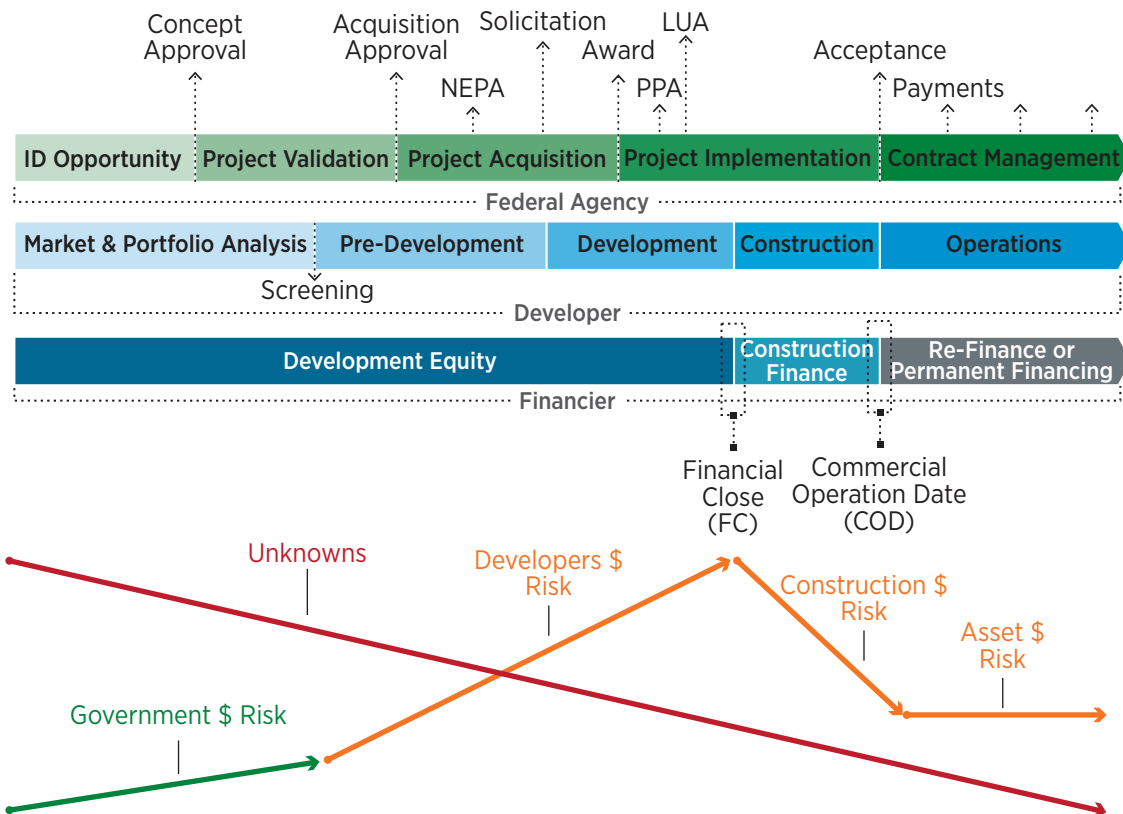 Concept
Approval
Acquisition
Approval
NEPA
Solicitation
Award
PPA
LUA
Acceptance
Payments
ID Opportunity
Project Validation
Project Acquisition
Project Implementation
Contract Management
Federal Agency
Market & Portfolio Analysis
Pre-Development
Development
Construction
Operations
Screening
Developer
Development Equity
Construction
Finance
Re-Finance or
Permanent Financing
Financier
Financial
Close
(FC)
Commercial
Operation Date
(COD)
Unknowns
Developers $
Risk
Construction $
Risk
Asset $
Risk
Government $ Risk